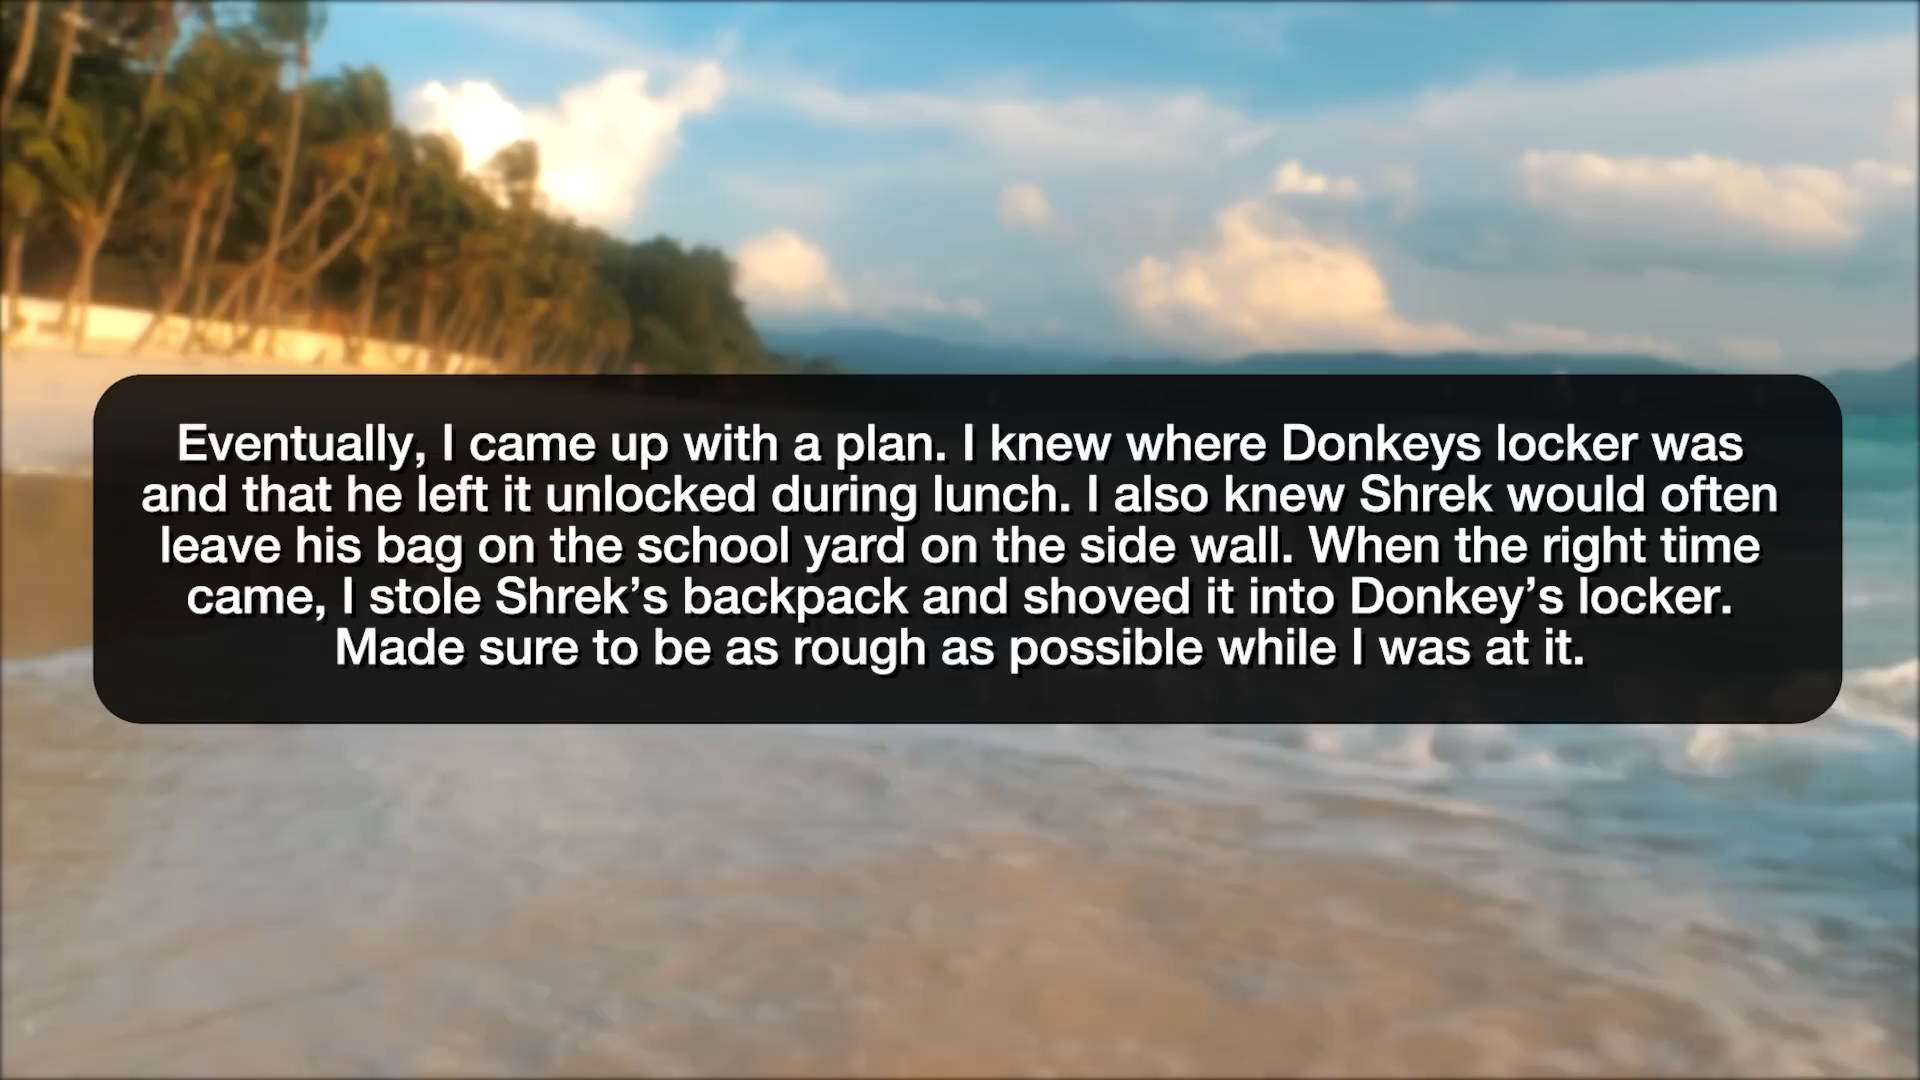 Eventually, I came up with a plan. I knew where Donkeys locker was
and that he left it unlocked during lunch. I also knew Shrek would often
leave his bag on the school yard on the side wall. When the right time
came, I stole Shrek’s backpack and shoved it into Donkey’s locker.
Made sure to be as rough as possible while I was at it.